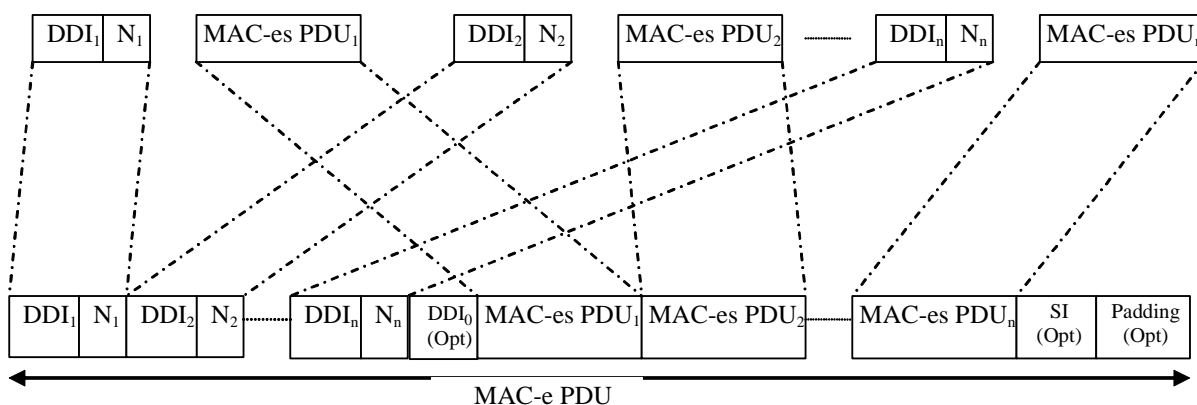 DDI₁ N₁ MAC-es PDU₁ DDI₂ N₂ MAC-es PDU₂ DDIₙ Nₙ MAC-es PDUₙ
DDI₁ N₁ DDI₂ N₂ DDIₙ Nₙ DDI₀ (Opt) MAC-es PDU₁ MAC-es PDU₂ MAC-es PDUₙ SI (Opt) Padding (Opt)
MAC-e PDU